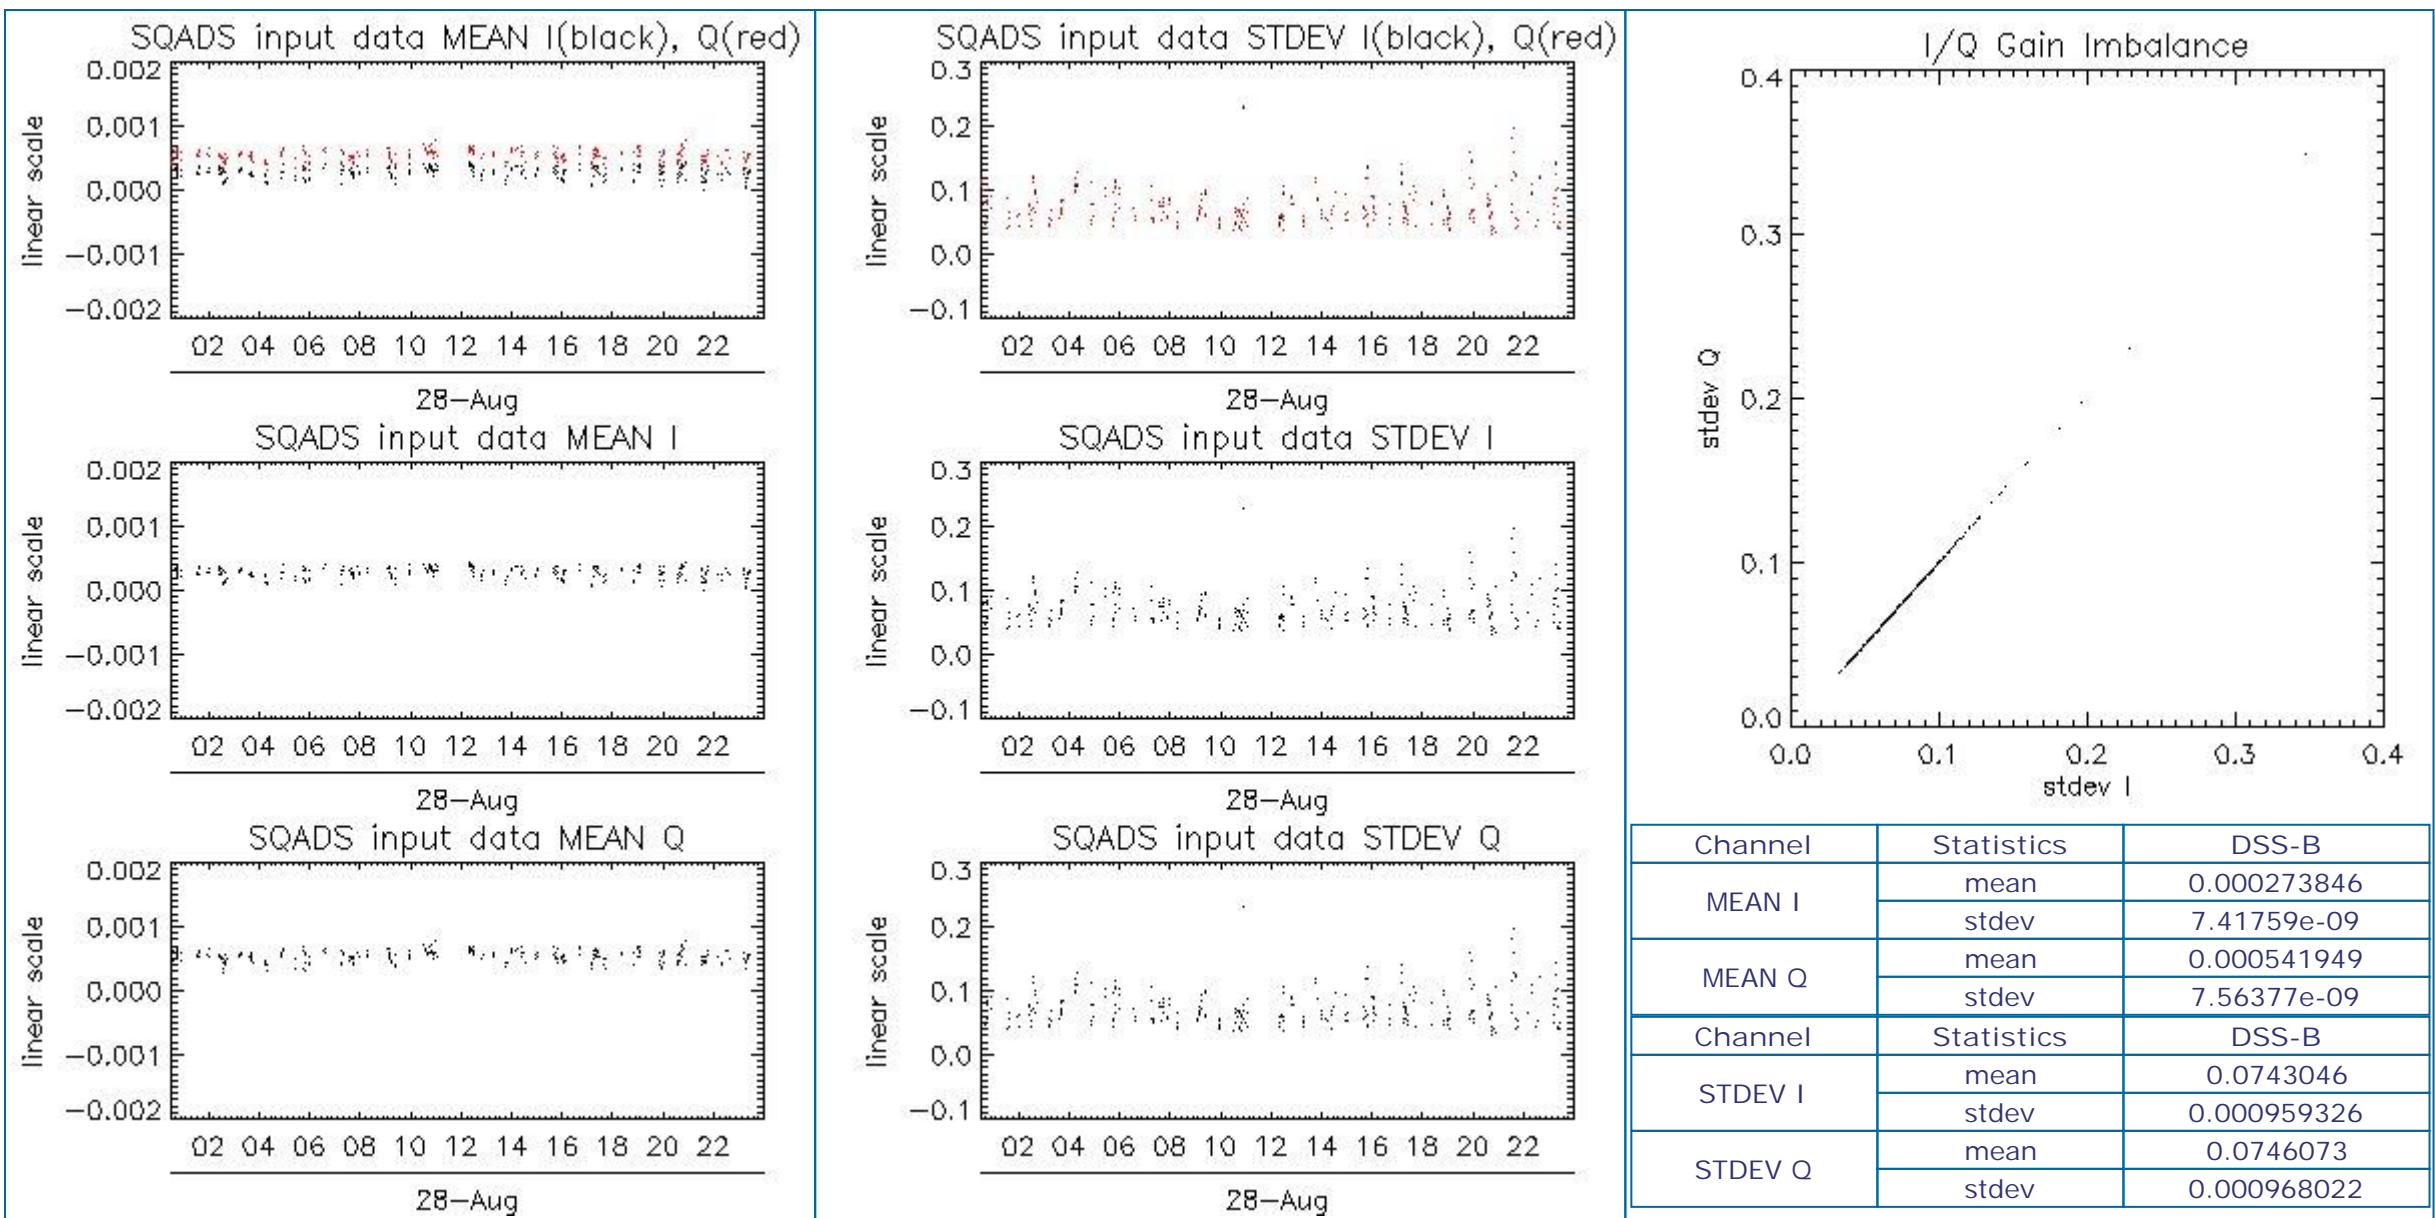 SQADS input data MEAN I(black), Q(red)
0.002
0.001
0.000
−0.001
−0.002
linear scale
02 04 06 08 10 12 14 16 18 20 22
28−Aug
SQADS input data MEAN I
0.002
0.001
0.000
−0.001
−0.002
linear scale
02 04 06 08 10 12 14 16 18 20 22
28−Aug
SQADS input data MEAN Q
0.002
0.001
0.000
−0.001
−0.002
linear scale
02 04 06 08 10 12 14 16 18 20 22
28−Aug
SQADS input data STDEV I(black), Q(red)
0.3
0.2
0.1
0.0
−0.1
linear scale
02 04 06 08 10 12 14 16 18 20 22
28−Aug
SQADS input data STDEV I
0.3
0.2
0.1
0.0
−0.1
linear scale
02 04 06 08 10 12 14 16 18 20 22
28−Aug
SQADS input data STDEV Q
0.3
0.2
0.1
0.0
−0.1
linear scale
02 04 06 08 10 12 14 16 18 20 22
28−Aug
I/Q Gain Imbalance
0.4
0.3
0.2
0.1
0.0
stdev Q
0.0 0.1 0.2 0.3 0.4
stdev I
Channel Statistics DSS-B
MEAN I mean 0.000273846
stdev 7.41759e-09
MEAN Q mean 0.000541949
stdev 7.56377e-09
Channel Statistics DSS-B
STDEV I mean 0.0743046
stdev 0.000959326
STDEV Q mean 0.0746073
stdev 0.000968022